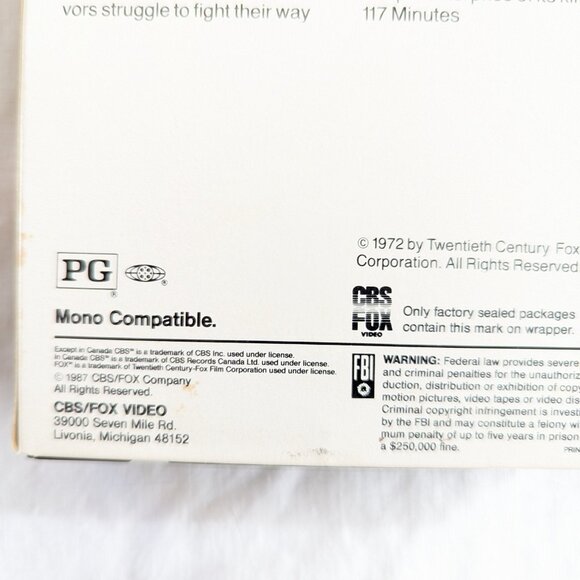 vors struggle to fight their way
117 Minutes
© 1972 by Twentieth Century Fox
Corporation. All Rights Reserved
PG
®
®
Mono Compatible.
CBS
FOX
VIDEO
Only factory sealed packages
contain this mark on wrapper.
Except in Canada CBS™ is a trademark of CBS Inc. used under license.
In Canada CBS™ is a trademark of CBS Records Canada Ltd. used under license.
FOX™ is a trademark of Twentieth Century-Fox Film Corporation used under license.
© 1987 CBS/FOX Company
All Rights Reserved.
CBS/FOX VIDEO
39000 Seven Mile Rd.
Livonia, Michigan 48152
FBI
WARNING: Federal law provides severe
and criminal penalties for the unauthoriz
duction, distribution or exhibition of copy
motion pictures, video tapes or video dis
Criminal copyright infringement is investi
by the FBI and may constitute a felony wi
mum penalty of up to five years in prison
a $250,000 fine.
PRIN